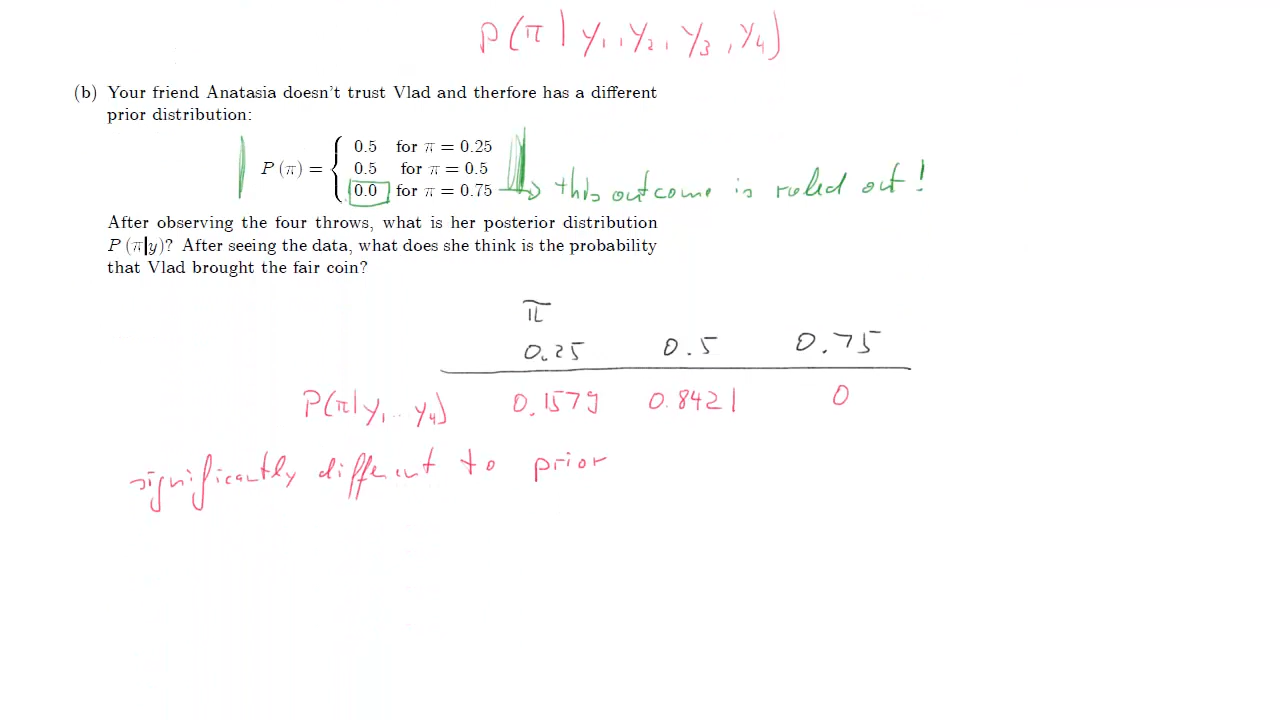 P(π | y₁, y₂, y₃, y₄)
(b) Your friend Anatasia doesn't trust Vlad and therfore has a different
prior distribution:
P (π) = { 0.5 for π = 0.25
0.5 for π = 0.5
0.0 for π = 0.75 → this outcome is ruled out!
After observing the four throws, what is her posterior distribution
P (π|y)? After seeing the data, what does she think is the probability
that Vlad brought the fair coin?
π
0.25 0.5 0.75
P(π|y₁...y₄) 0.1579 0.8421 0
significantly different to prior